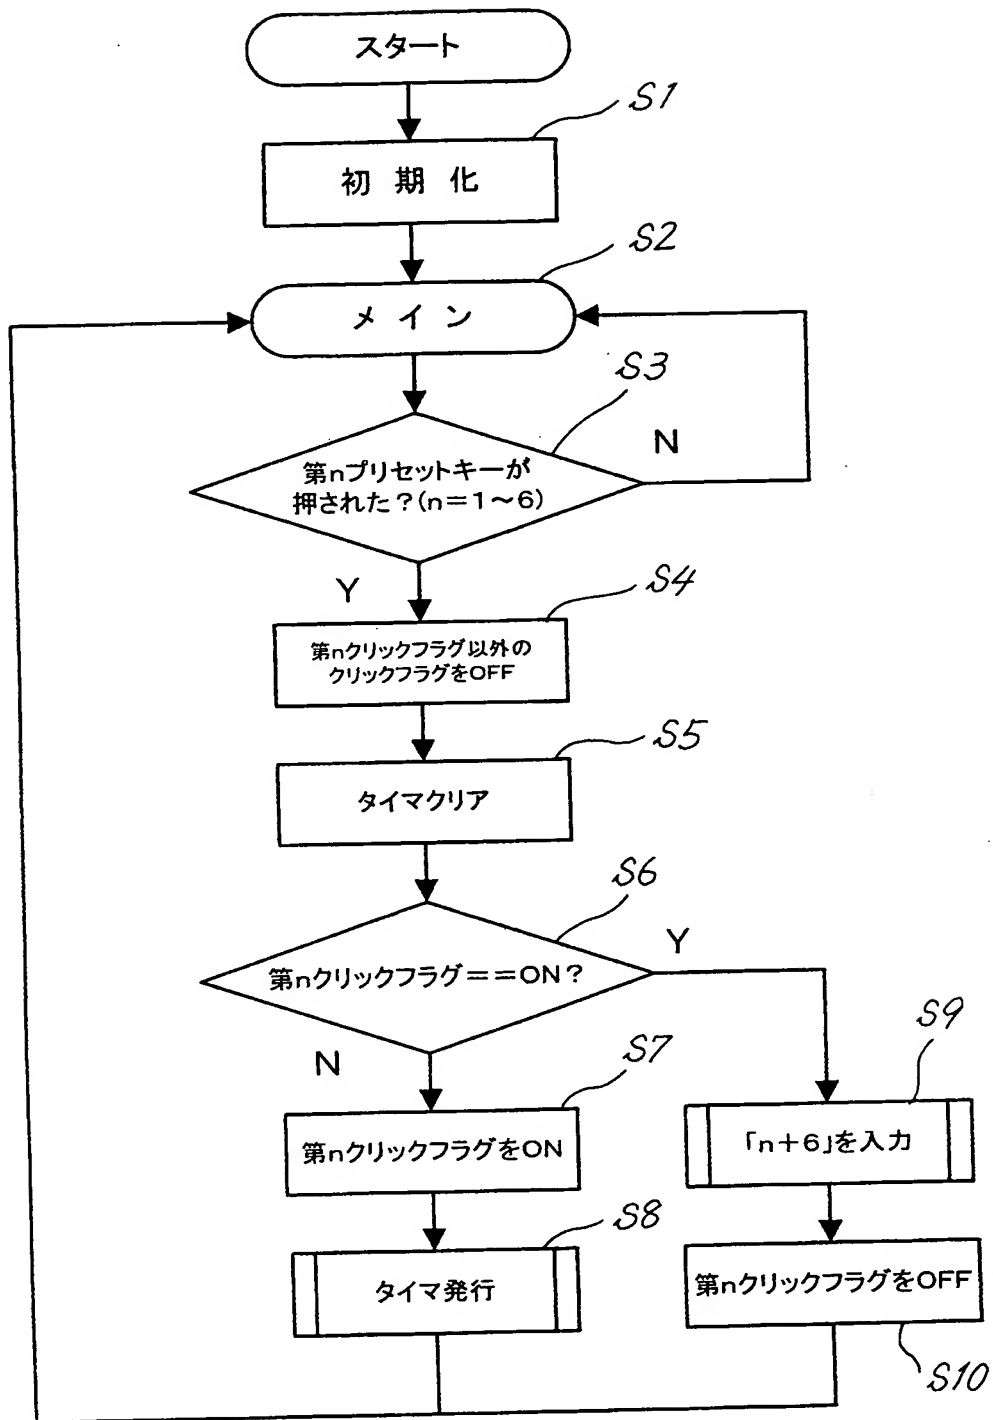 スタート
S1
初期化
S2
メイン
S3
第nプリセットキーが
押された？(n＝1～6)
N
Y
S4
第nクリックフラグ以外の
クリックフラグをOFF
S5
タイマクリア
S6
第nクリックフラグ＝＝ON？
Y
N
S7
第nクリックフラグをON
S9
「n＋6」を入力
S8
タイマ発行
第nクリックフラグをOFF
S10